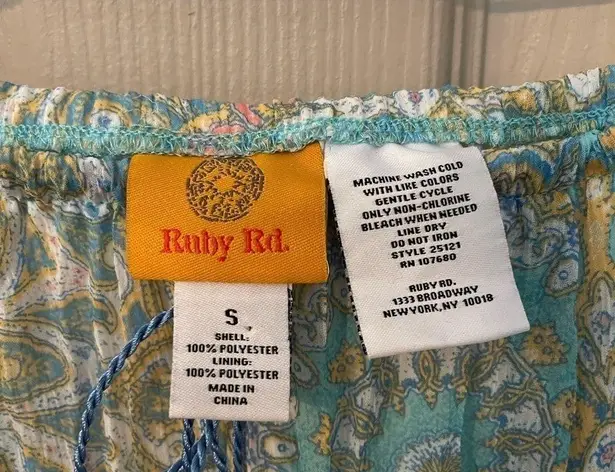 Ruby Rd.
S
SHELL:
100% POLYESTER
LINING:
100% POLYESTER
MADE IN
CHINA
MACHINE WASH COLD
WITH LIKE COLORS
GENTLE CYCLE
ONLY NON-CHLORINE
BLEACH WHEN NEEDED
LINE DRY
DO NOT IRON
STYLE 25121
RN 107680
RUBY RD.
1333 BROADWAY
NEWYORK,NY 10018